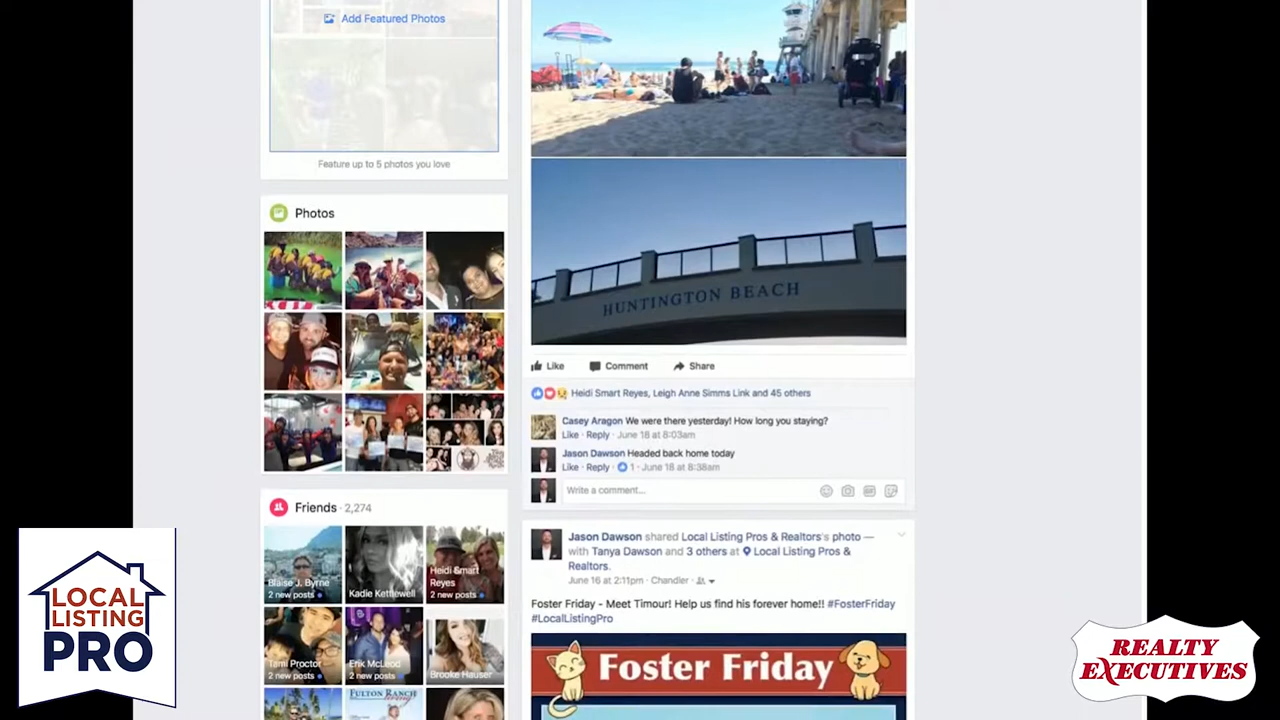 Add Featured Photos
Feature up to 5 photos you love
Photos
Friends · 2,274
Blaise J. Byrne
2 new posts
Kadie Kettlewell
Heidi Smart
Reyes
2 new posts
Tami Proctor
2 new posts
Erik McLeod
2 new posts
Brooke Hauser
FULTON RANCH
living
HUNTINGTON BEACH
Like Comment Share
Heidi Smart Reyes, Leigh Anne Simms Link and 45 others
Casey Aragon We were there yesterday! How long you staying?
Like · Reply · June 18 at 8:03am
Jason Dawson Headed back home today
Like · Reply · 1 · June 18 at 8:38am
Write a comment...
Jason Dawson shared Local Listing Pros & Realtors's photo —
with Tanya Dawson and 3 others at Local Listing Pros &
Realtors.
June 16 at 2:11pm · Chandler ·
Foster Friday - Meet Timour! Help us find his forever home!! #FosterFriday
#LocalListingPro
Foster Friday
LOCAL
LISTING
PRO
REALTY
EXECUTIVES